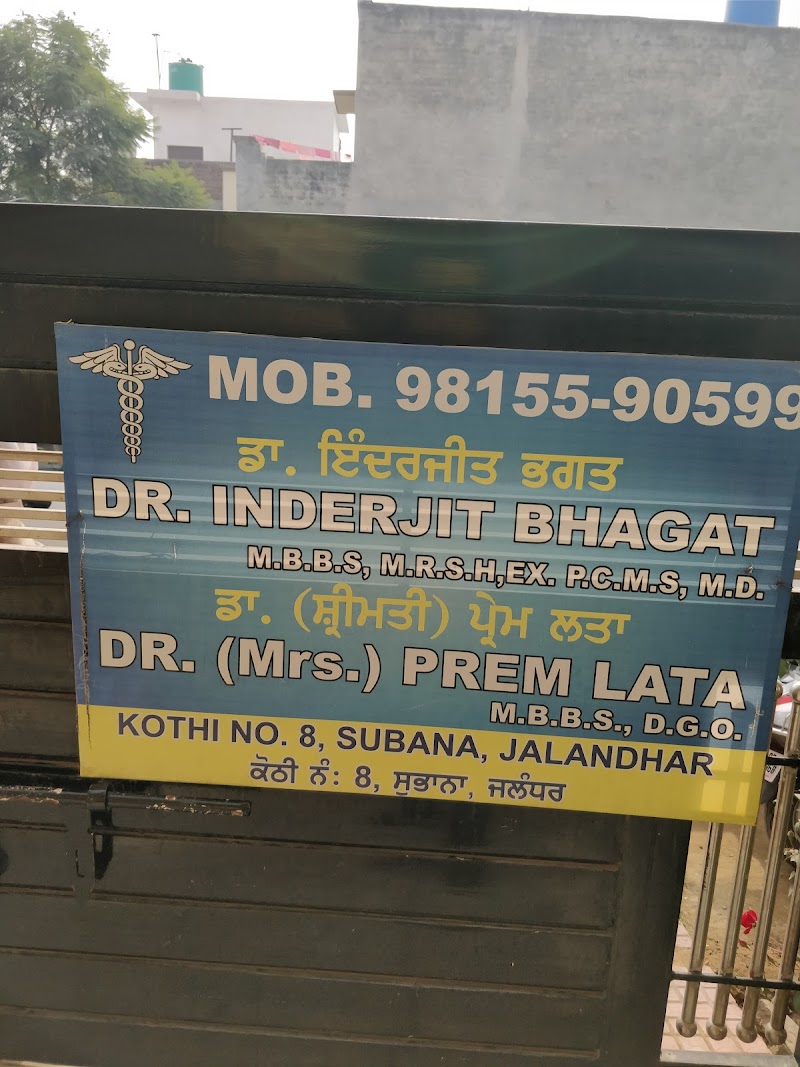 MOB. 98155-90599
ਡਾ. ਇੰਦਰਜੀਤ ਭਗਤ
DR. INDERJIT BHAGAT
M.B.B.S, M.R.S.H,EX. P.C.M.S, M.D.
ਡਾ. (ਸ਼੍ਰੀਮਤੀ) ਪ੍ਰੇਮ ਲਤਾ
DR. (Mrs.) PREM LATA
M.B.B.S., D.G.O.
KOTHI NO. 8, SUBANA, JALANDHAR
ਕੋਠੀ ਨੰ: 8, ਸੁਭਾਨਾ, ਜਲੰਧਰ